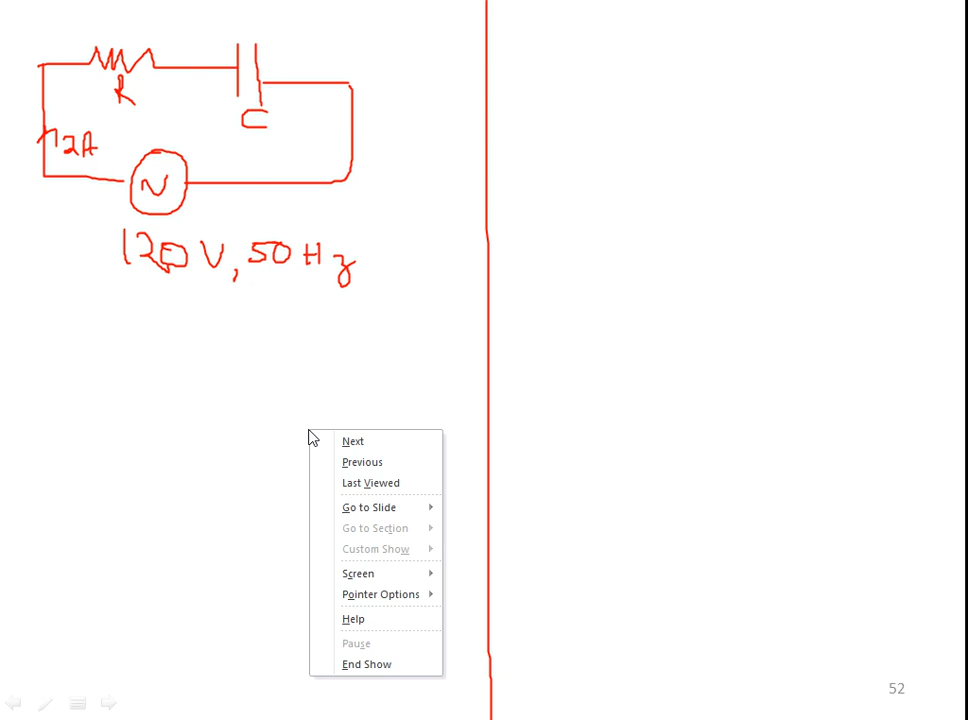 R
C
2A
N
120V, 50Hz
Next
Previous
Last Viewed
Go to Slide
Go to Section
Custom Show
Screen
Pointer Options
Help
Pause
End Show
52